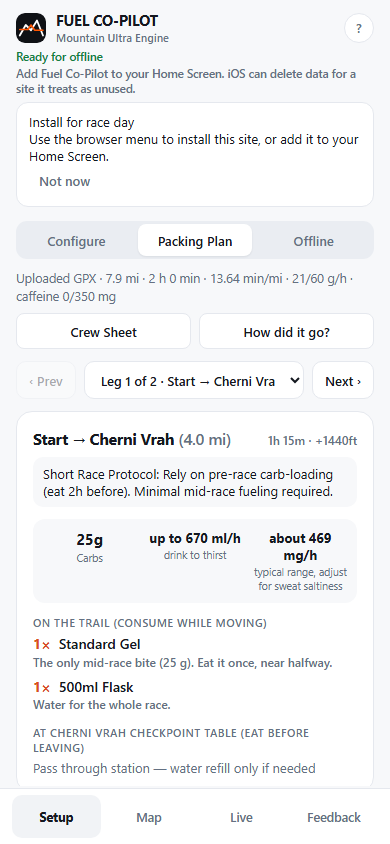 FUEL CO-PILOT
Mountain Ultra Engine
?
Ready for offline
Add Fuel Co-Pilot to your Home Screen. iOS can delete data for a
site it treats as unused.
Install for race day
Use the browser menu to install this site, or add it to your
Home Screen.
Not now
Configure
Packing Plan
Offline
Uploaded GPX · 7.9 mi · 2 h 0 min · 13.64 min/mi · 21/60 g/h ·
caffeine 0/350 mg
Crew Sheet
How did it go?
‹ Prev
Leg 1 of 2 · Start → Cherni Vra
Next ›
Start → Cherni Vrah (4.0 mi)
1h 15m · +1440ft
Short Race Protocol: Rely on pre-race carb-loading
(eat 2h before). Minimal mid-race fueling required.
25g
Carbs
up to 670 ml/h
drink to thirst
about 469
mg/h
typical range, adjust
for sweat saltiness
ON THE TRAIL (CONSUME WHILE MOVING)
1× Standard Gel
The only mid-race bite (25 g). Eat it once, near halfway.
1× 500ml Flask
Water for the whole race.
AT CHERNI VRAH CHECKPOINT TABLE (EAT BEFORE
LEAVING)
Pass through station — water refill only if needed
Setup
Map
Live
Feedback